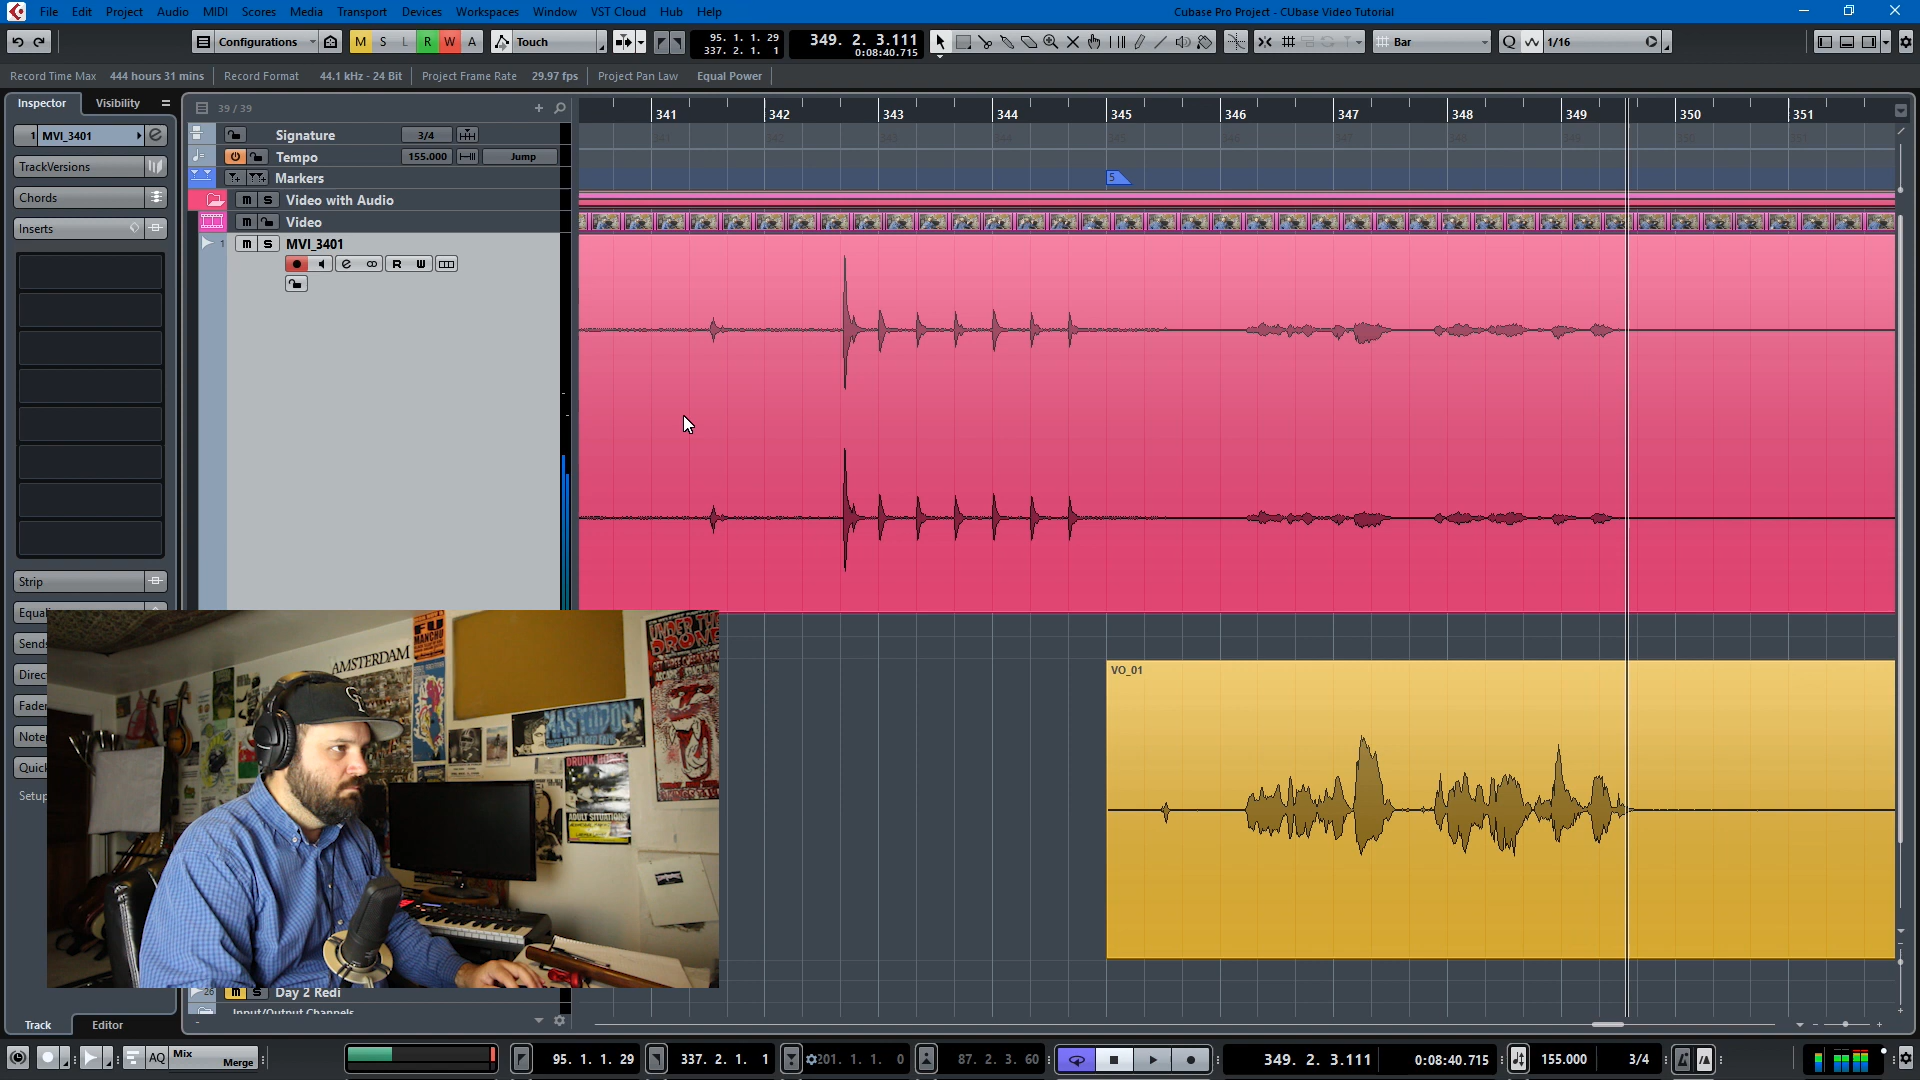 File Edit Project Audio MIDI Scores Media Transport Devices Workspaces Window VST Cloud Hub Help
Cubase Pro Project - CUbase Video Tutorial
Configurations M S L R W A Touch
95. 1. 1. 29
337. 2. 1. 1
349. 2. 3.111
0:08:40.715
Bar Q 1/16
Record Time Max 444 hours 31 mins Record Format 44.1 kHz - 24 Bit Project Frame Rate 29.97 fps Project Pan Law Equal Power
Inspector Visibility
39 / 39
341 342 343 344 345 346 347 348 349 350 351
1 MVI_3401
TrackVersions
Chords
Inserts
Signature 3/4
Tempo 155.000 Jump
Markers
5
m S Video with Audio
m Video
1 m S MVI_3401
e R W
Strip
Equal
Sends
Direc
Fader
Notep
Quick
Setup
VO_01
FU
MANCHU
AMSTERDAM
MASTODON
UNDER THE
DRUNK
ADULT SITUATIONS
m S Day 2 Redi
Input/Output Channels
Track Editor
AQ Mix
Merge
95. 1. 1. 29
337. 2. 1. 1
201. 1. 1. 0
87. 2. 3. 60
349. 2. 3.111
0:08:40.715
155.000
3/4